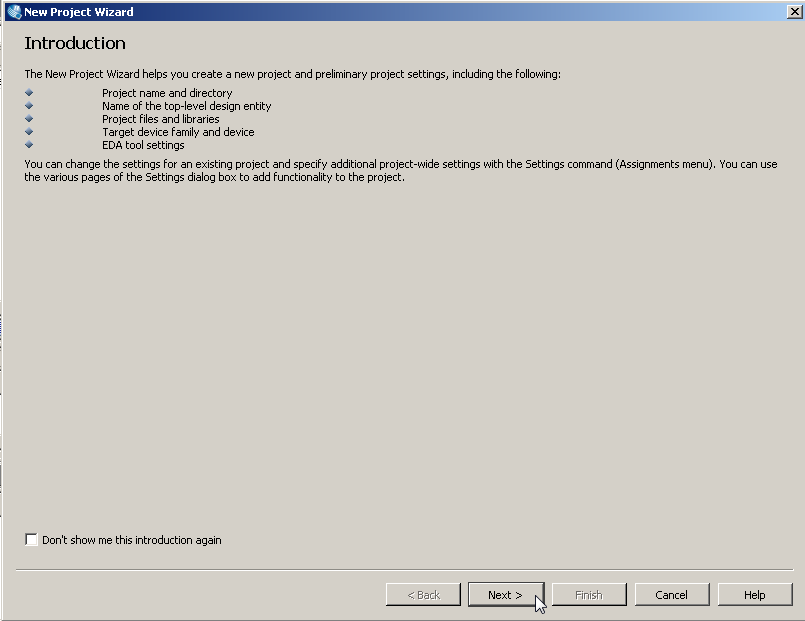 New Project Wizard
Introduction
The New Project Wizard helps you create a new project and preliminary project settings, including the following:
Project name and directory
Name of the top-level design entity
Project files and libraries
Target device family and device
EDA tool settings
You can change the settings for an existing project and specify additional project-wide settings with the Settings command (Assignments menu). You can use
the various pages of the Settings dialog box to add functionality to the project.
Don't show me this introduction again
< Back Next > Finish Cancel Help